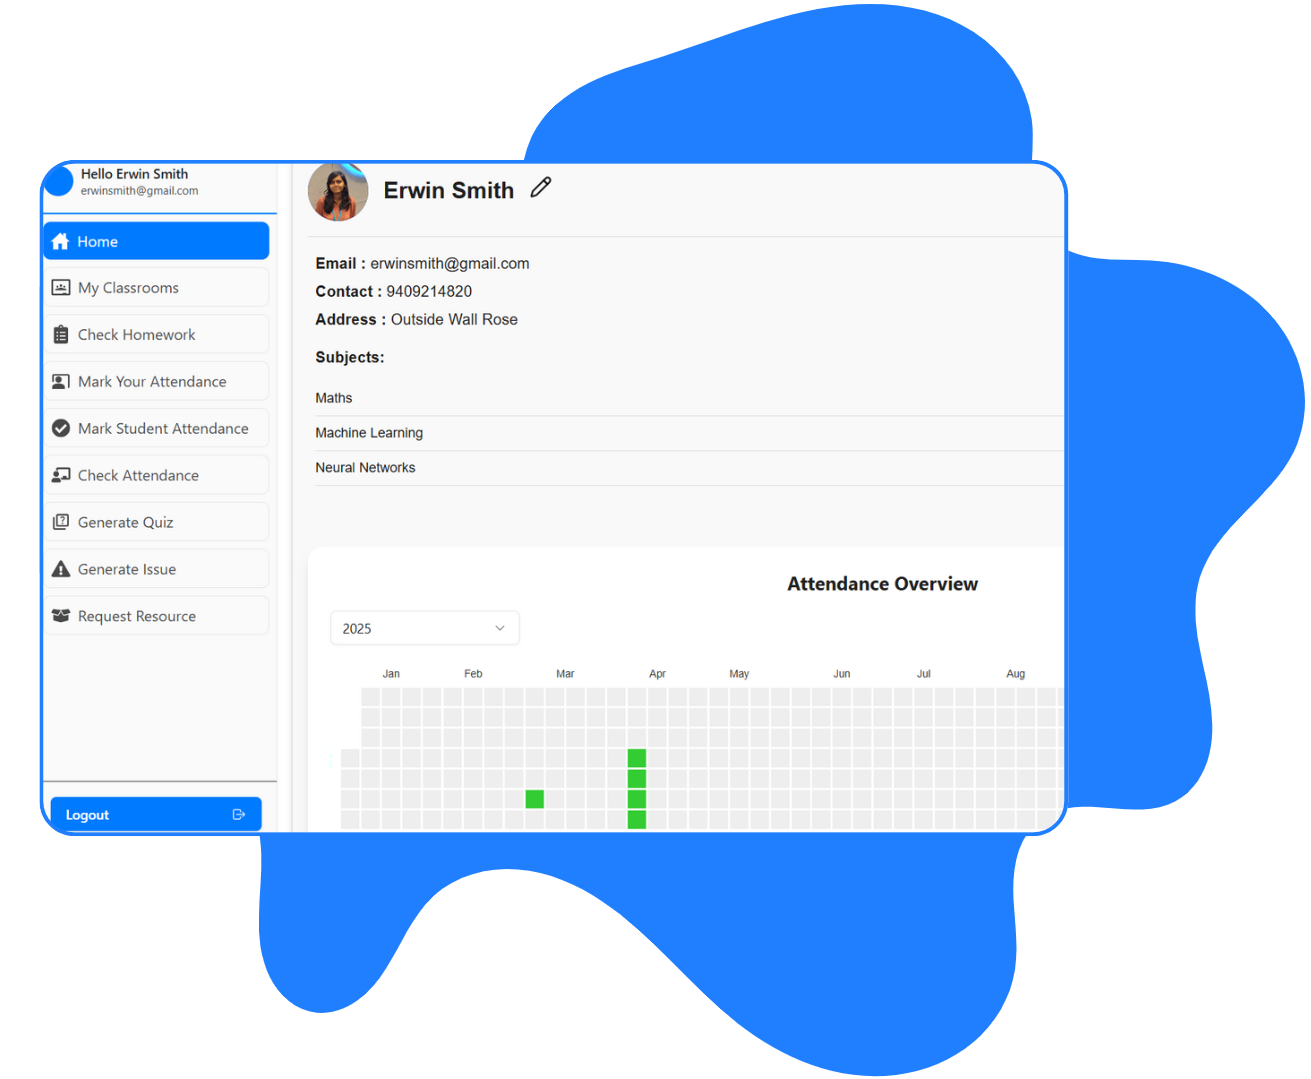 Hello Erwin Smith
erwinsmith@gmail.com
Home
My Classrooms
Check Homework
Mark Your Attendance
Mark Student Attendance
Check Attendance
Generate Quiz
Generate Issue
Request Resource
Logout
Erwin Smith
Email : erwinsmith@gmail.com
Contact : 9409214820
Address : Outside Wall Rose
Subjects:
Maths
Machine Learning
Neural Networks
Attendance Overview
2025
Jan Feb Mar Apr May Jun Jul Aug